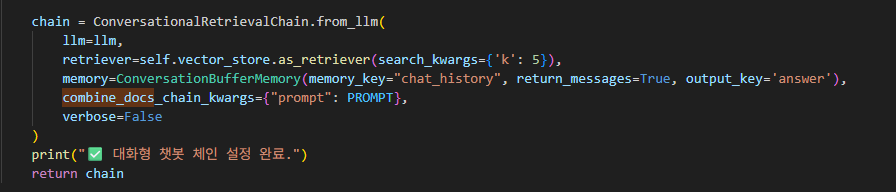 chain = ConversationalRetrievalChain.from_llm(
    llm=llm,
    retriever=self.vector_store.as_retriever(search_kwargs={'k': 5}),
    memory=ConversationBufferMemory(memory_key="chat_history", return_messages=True, output_key='answer'),
    combine_docs_chain_kwargs={"prompt": PROMPT},
    verbose=False
)
print("✅ 대화형 챗봇 체인 설정 완료.")
return chain